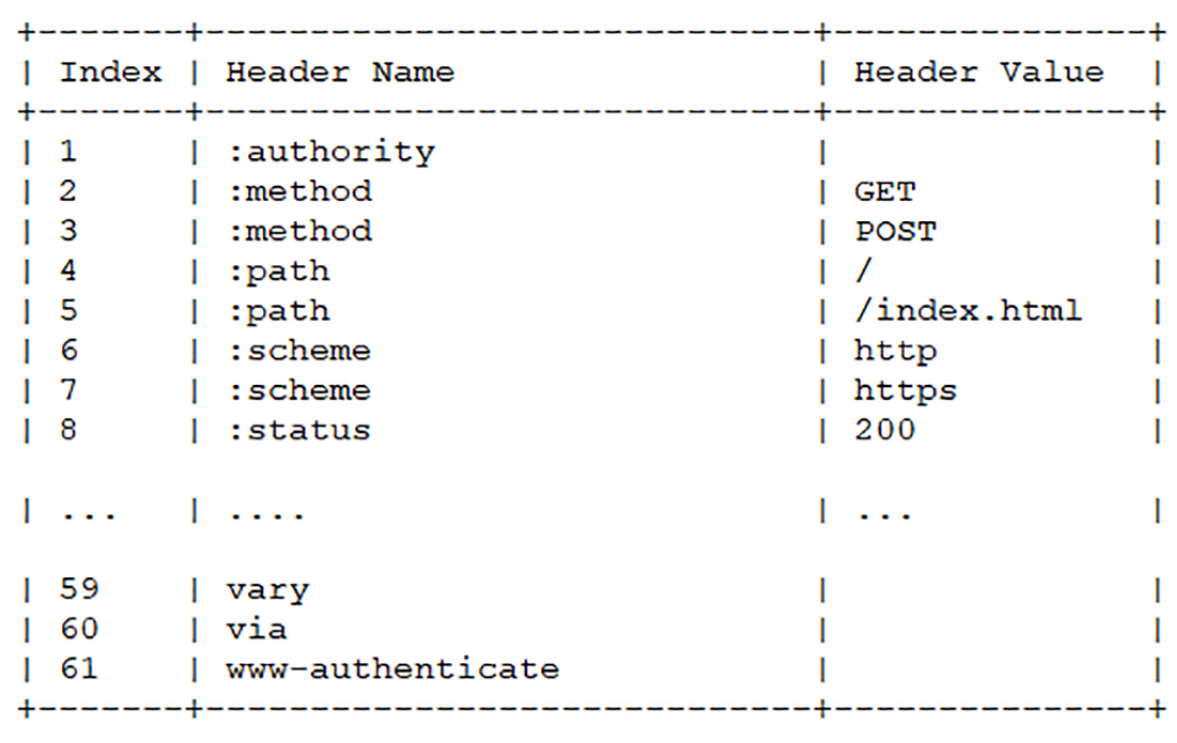 +-------+-----------------------------+---------------+
| Index | Header Name                 | Header Value  |
+-------+-----------------------------+---------------+
| 1     | :authority                  |               |
| 2     | :method                     | GET           |
| 3     | :method                     | POST          |
| 4     | :path                       | /             |
| 5     | :path                       | /index.html   |
| 6     | :scheme                     | http          |
| 7     | :scheme                     | https         |
| 8     | :status                     | 200           |
| ...   | ....                        | ...           |
| 59    | vary                        |               |
| 60    | via                         |               |
| 61    | www-authenticate            |               |
+-------+-----------------------------+---------------+